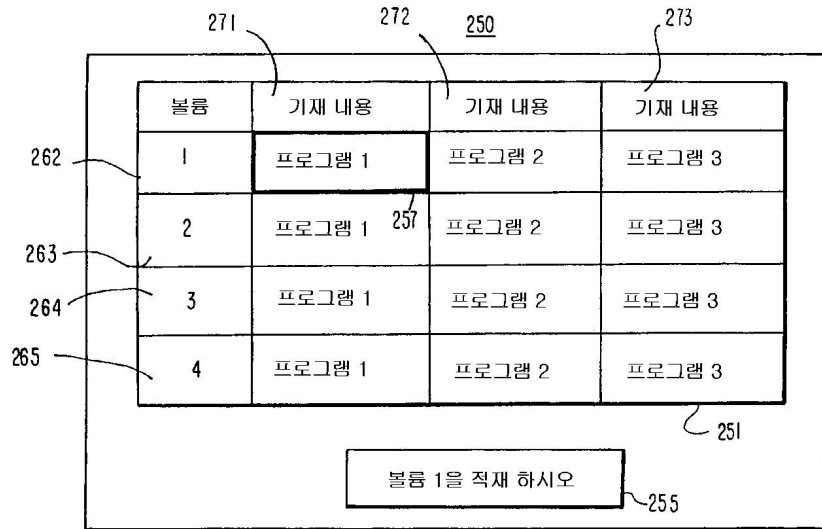 271 272 250 273
볼륨 기재 내용 기재 내용 기재 내용
262 1 프로그램 1 프로그램 2 프로그램 3
257
2 프로그램 1 프로그램 2 프로그램 3
263
264 3 프로그램 1 프로그램 2 프로그램 3
265 4 프로그램 1 프로그램 2 프로그램 3
251
볼륨 1을 적재 하시오
255